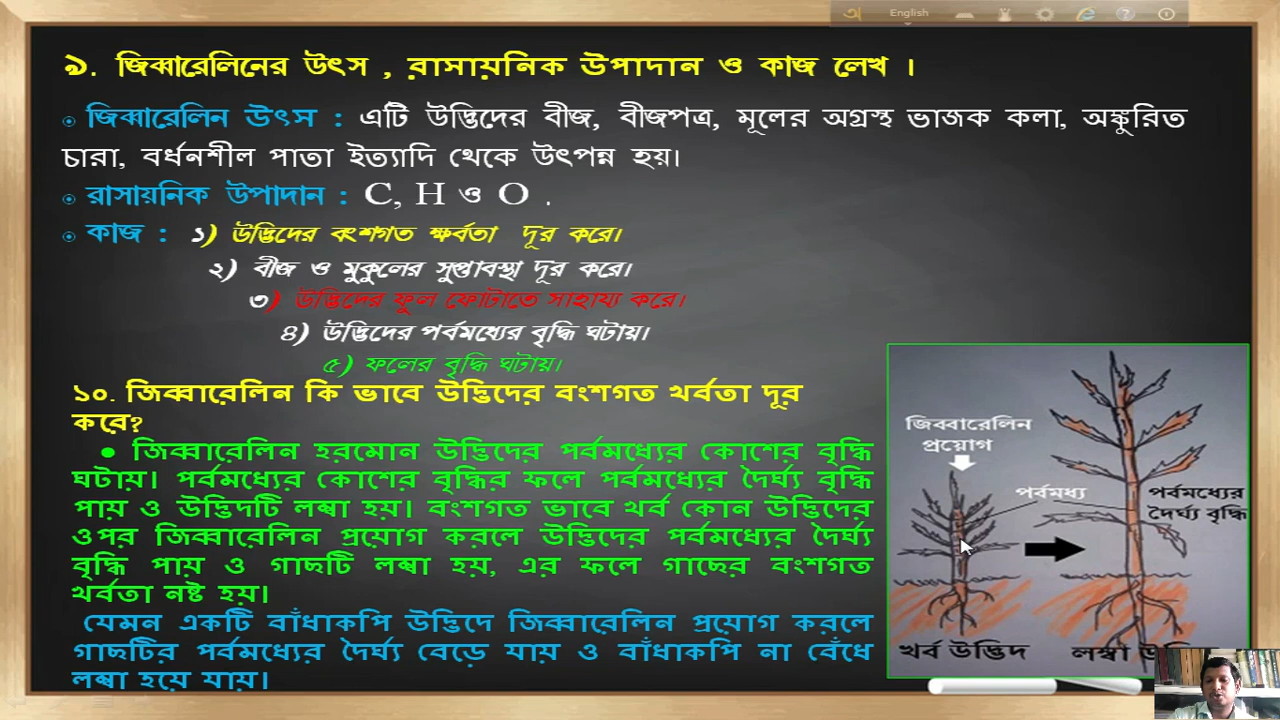 English
৯. জিব্বারেলিনের উৎস , রাসায়নিক উপাদান ও কাজ লেখ ।
জিব্বারেলিন উৎস : এটি উদ্ভিদের বীজ, বীজপত্র, মূলের অগ্রস্থ ভাজক কলা, অঙ্কুরিত
চারা, বর্ধনশীল পাতা ইত্যাদি থেকে উৎপন্ন হয়।
রাসায়নিক উপাদান : C, H ও O .
কাজ : ১) উদ্ভিদের বংশগত ক্ষর্বতা দূর করে।
২) বীজ ও মুকুলের সুপ্তাবস্থা দূর করে।
৩) উদ্ভিদের ফুল ফোটাতে সাহায্য করে।
৪) উদ্ভিদের পর্বমধ্যের বৃদ্ধি ঘটায়।
৫) ফলের বৃদ্ধি ঘটায়।
১০. জিব্বারেলিন কি ভাবে উদ্ভিদের বংশগত খর্বতা দূর
করে?
● জিব্বারেলিন হরমোন উদ্ভিদের পর্বমধ্যের কোশের বৃদ্ধি
ঘটায়। পর্বমধ্যের কোশের বৃদ্ধির ফলে পর্বমধ্যের দৈর্ঘ্য বৃদ্ধি
পায় ও উদ্ভিদটি লম্বা হয়। বংশগত ভাবে খর্ব কোন উদ্ভিদের
ওপর জিব্বারেলিন প্রয়োগ করলে উদ্ভিদের পর্বমধ্যের দৈর্ঘ্য
বৃদ্ধি পায় ও গাছটি লম্বা হয়, এর ফলে গাছের বংশগত
খর্বতা নষ্ট হয়।
যেমন একটি বাঁধাকপি উদ্ভিদে জিব্বারেলিন প্রয়োগ করলে
গাছটির পর্বমধ্যের দৈর্ঘ্য বেড়ে যায় ও বাঁধাকপি না বেঁধে
লম্বা হয়ে যায়।
জিব্বারেলিন
প্রয়োগ
পর্বমধ্য
পর্বমধ্যের
দৈর্ঘ্য বৃদ্ধি
খর্ব উদ্ভিদ
লম্বা